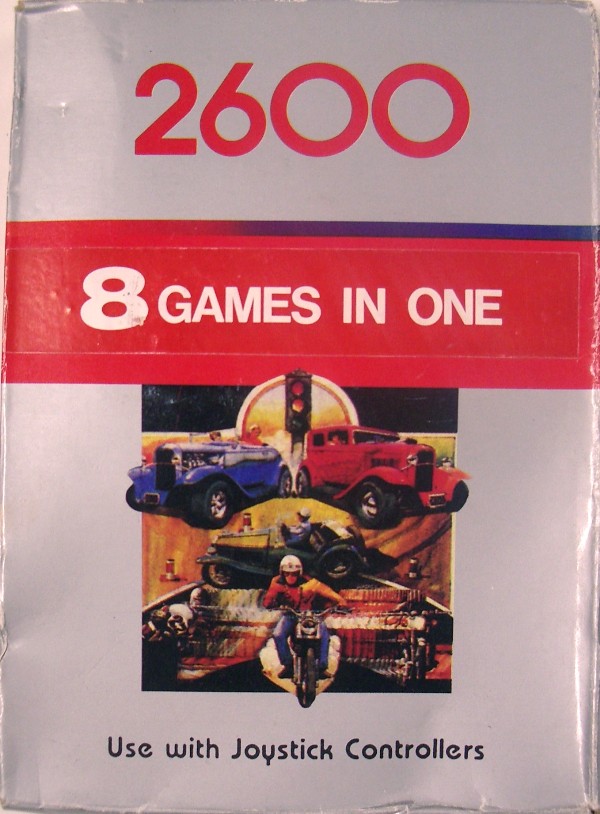 2600
8 GAMES IN ONE
Use with Joystick Controllers